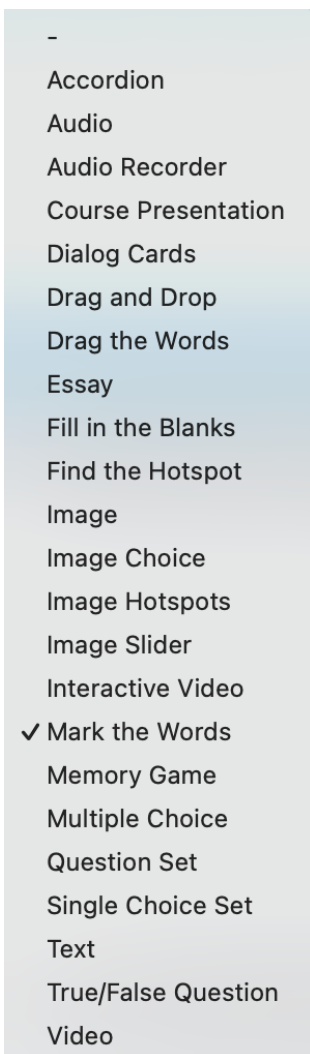 -
Accordion
Audio
Audio Recorder
Course Presentation
Dialog Cards
Drag and Drop
Drag the Words
Essay
Fill in the Blanks
Find the Hotspot
Image
Image Choice
Image Hotspots
Image Slider
Interactive Video
✓ Mark the Words
Memory Game
Multiple Choice
Question Set
Single Choice Set
Text
True/False Question
Video